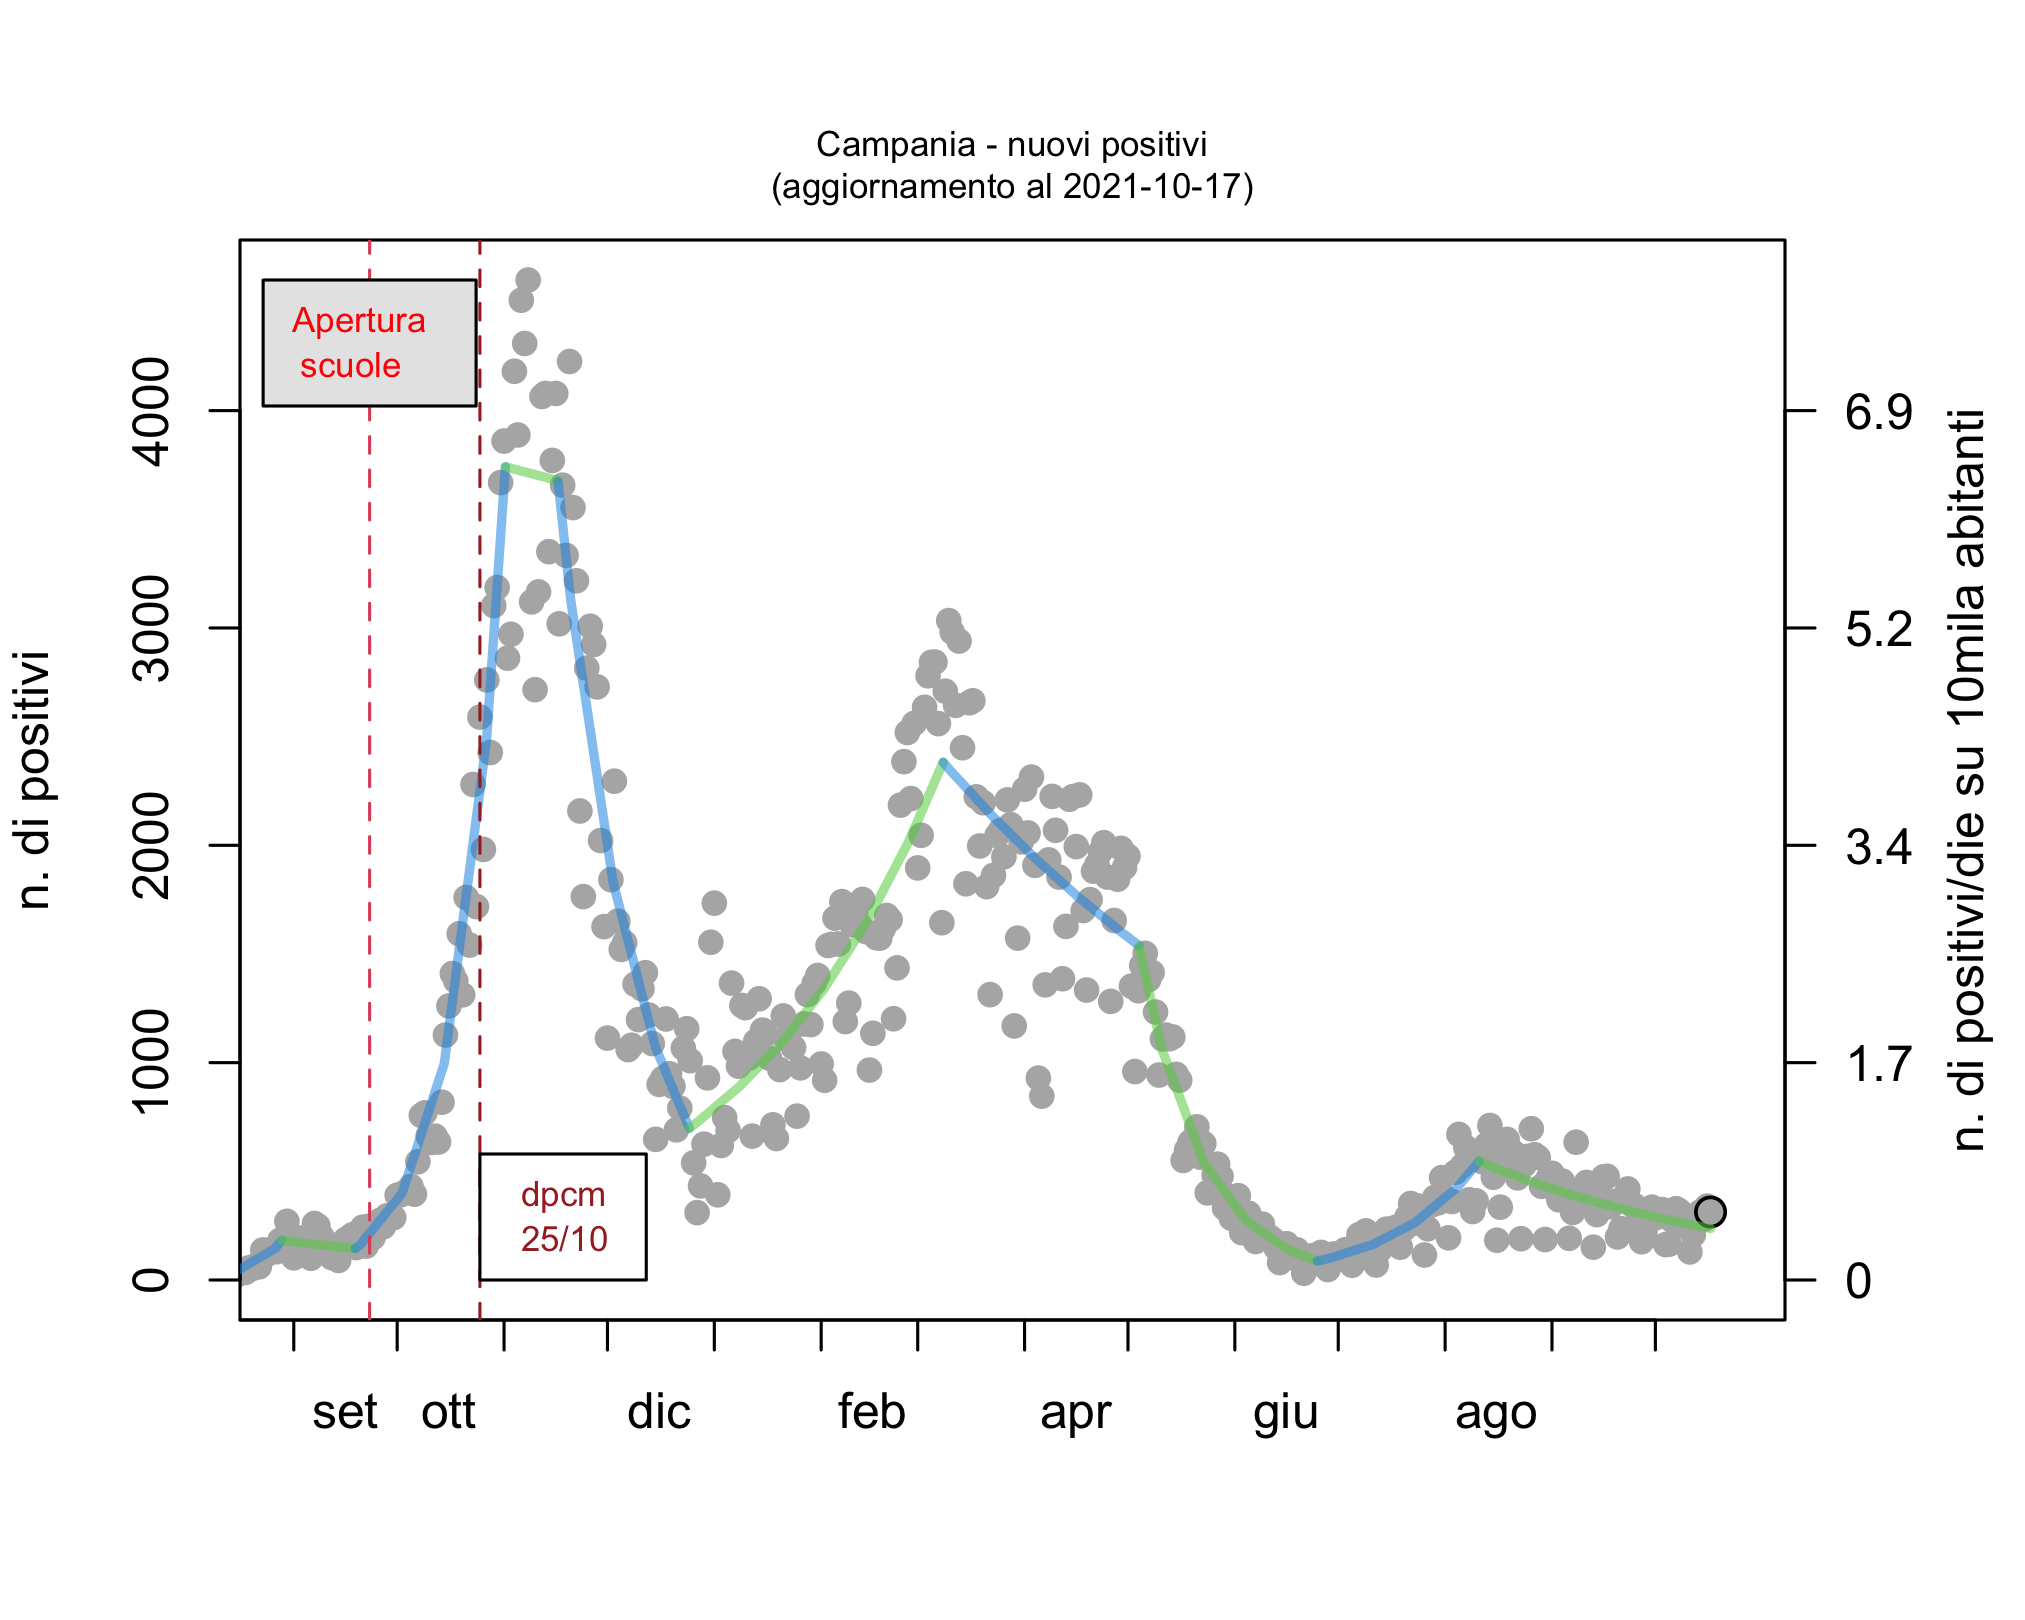 Campania - nuovi positivi
(aggiornamento al 2021-10-17)
Apertura
scuole
dpcm
25/10
n. di positivi
0
1000
2000
3000
4000
0
1.7
3.4
5.2
6.9
n. di positivi/die su 10mila abitanti
set ott dic feb apr giu ago